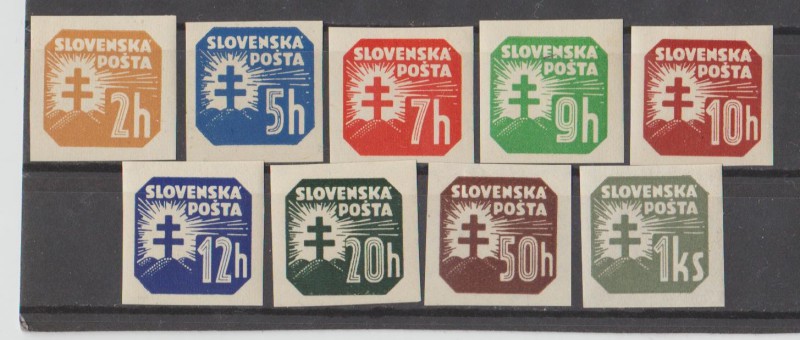 SLOVENSKÁ
POŠTA
2h
SLOVENSKÁ
POŠTA
5h
SLOVENSKÁ
POŠTA
7h
SLOVENSKÁ
POŠTA
9h
SLOVENSKÁ
POŠTA
10h
SLOVENSKÁ
POŠTA
12h
SLOVENSKÁ
POŠTA
20h
SLOVENSKÁ
POŠTA
50h
SLOVENSKÁ
POŠTA
1ks